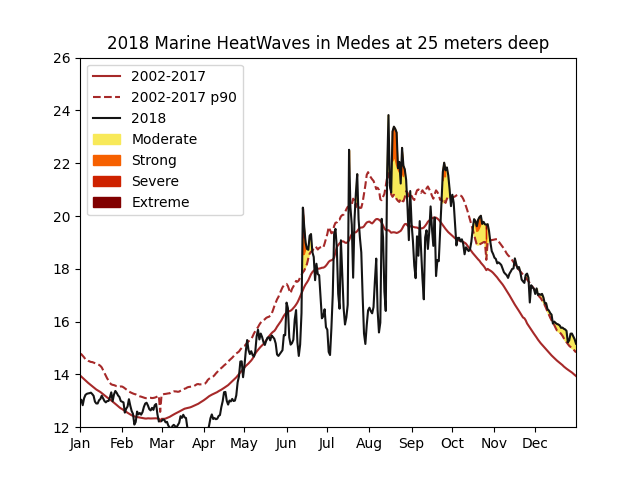 2018 Marine HeatWaves in Medes at 25 meters deep
26
24
22
20
18
16
14
12
2002-2017
2002-2017 p90
2018
Moderate
Strong
Severe
Extreme
Jan Feb Mar Apr May Jun Jul Aug Sep Oct Nov Dec